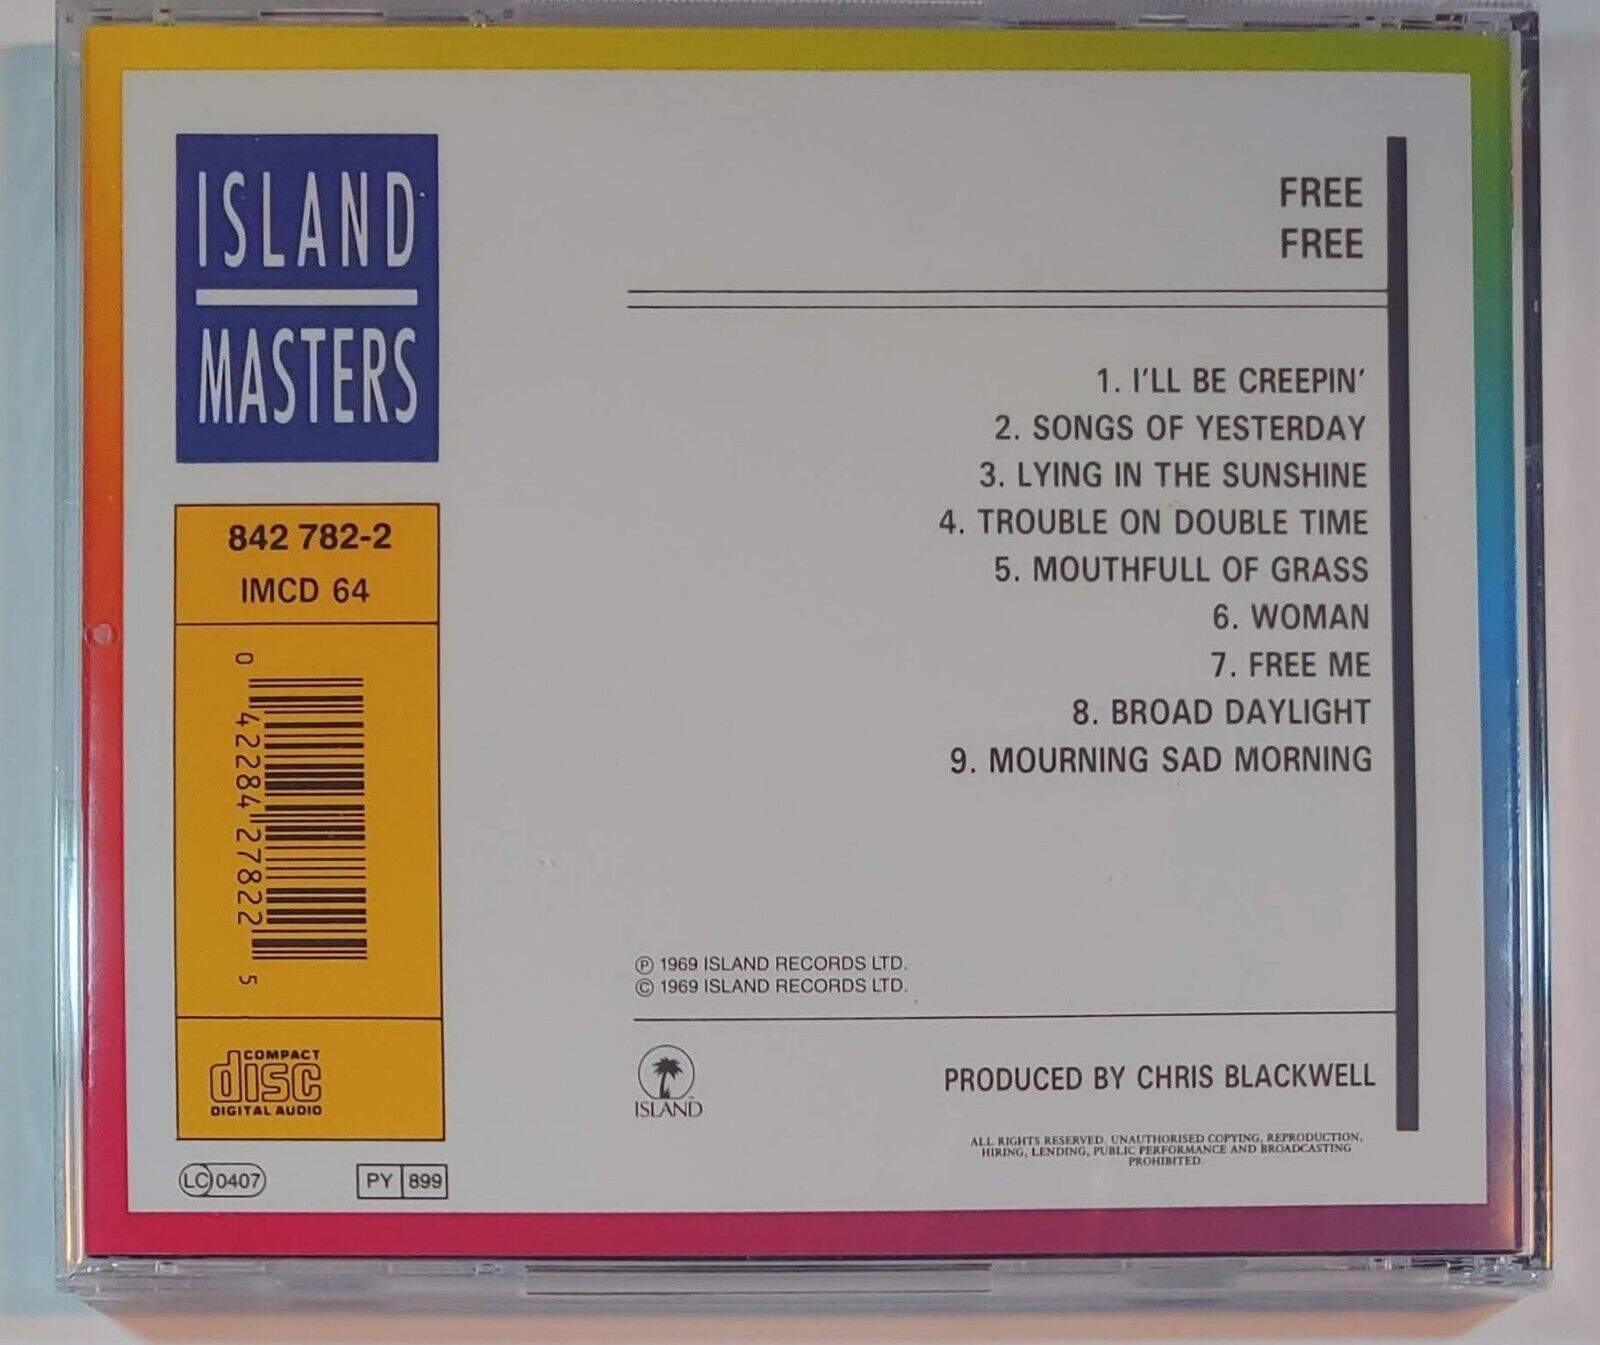 ISLAND
MASTERS
842 782-2
IMCD 64
0 42284 27822 5
COMPACT
disc
DIGITAL AUDIO
LC 0407
PY 899
FREE
FREE
1. I'LL BE CREEPIN'
2. SONGS OF YESTERDAY
3. LYING IN THE SUNSHINE
4. TROUBLE ON DOUBLE TIME
5. MOUTHFULL OF GRASS
6. WOMAN
7. FREE ME
8. BROAD DAYLIGHT
9. MOURNING SAD MORNING
℗ 1969 ISLAND RECORDS LTD.
© 1969 ISLAND RECORDS LTD.
ISLAND
™
PRODUCED BY CHRIS BLACKWELL
ALL RIGHTS RESERVED. UNAUTHORISED COPYING, REPRODUCTION,
HIRING, LENDING, PUBLIC PERFORMANCE AND BROADCASTING
PROHIBITED.